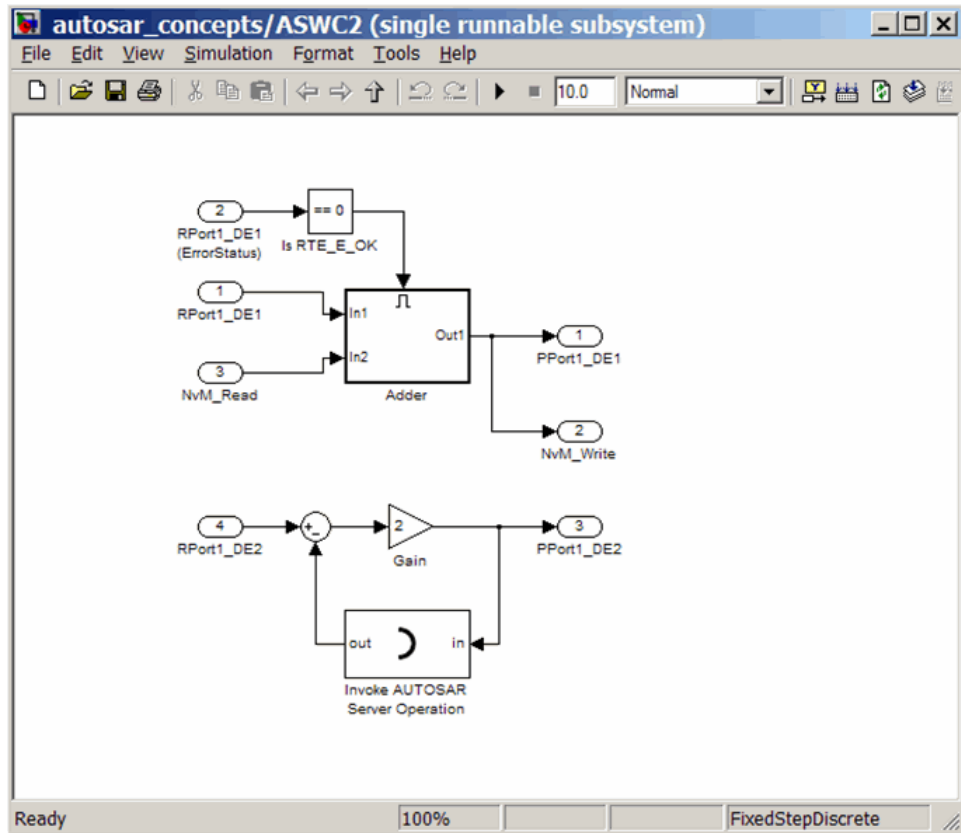 autosar_concepts/ASWC2 (single runnable subsystem)
File Edit View Simulation Format Tools Help
10.0 Normal
2
== 0
RPort1_DE1
(ErrorStatus)
Is RTE_E_OK
1
RPort1_DE1
In1
Out1
In2
1
PPort1_DE1
3
NvM_Read
Adder
2
NvM_Write
4
+
-
2
3
RPort1_DE2
Gain
PPort1_DE2
out
in
Invoke AUTOSAR
Server Operation
Ready 100% FixedStepDiscrete